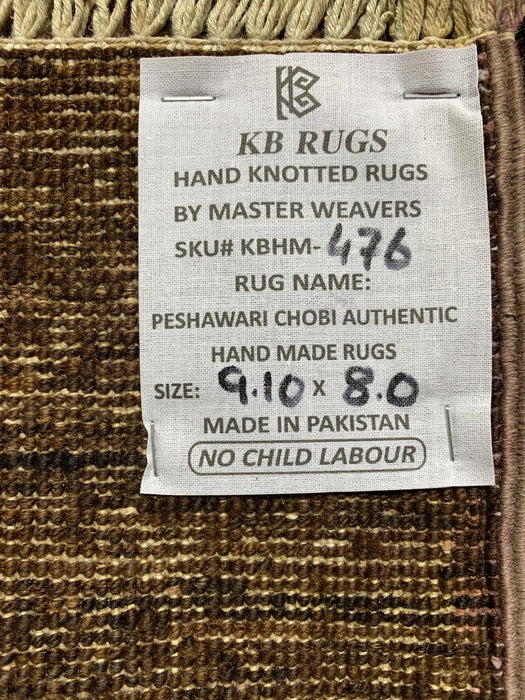 KB
KB RUGS
HAND KNOTTED RUGS
BY MASTER WEAVERS
SKU# KBHM-476
RUG NAME:
PESHAWARI CHOBI AUTHENTIC
HAND MADE RUGS
SIZE: 9.10 X 8.0
MADE IN PAKISTAN
NO CHILD LABOUR